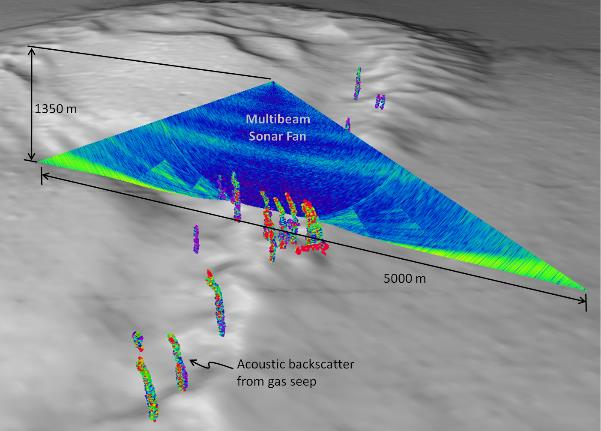 1350 m
Multibeam
Sonar Fan
5000 m
Acoustic backscatter
from gas seep